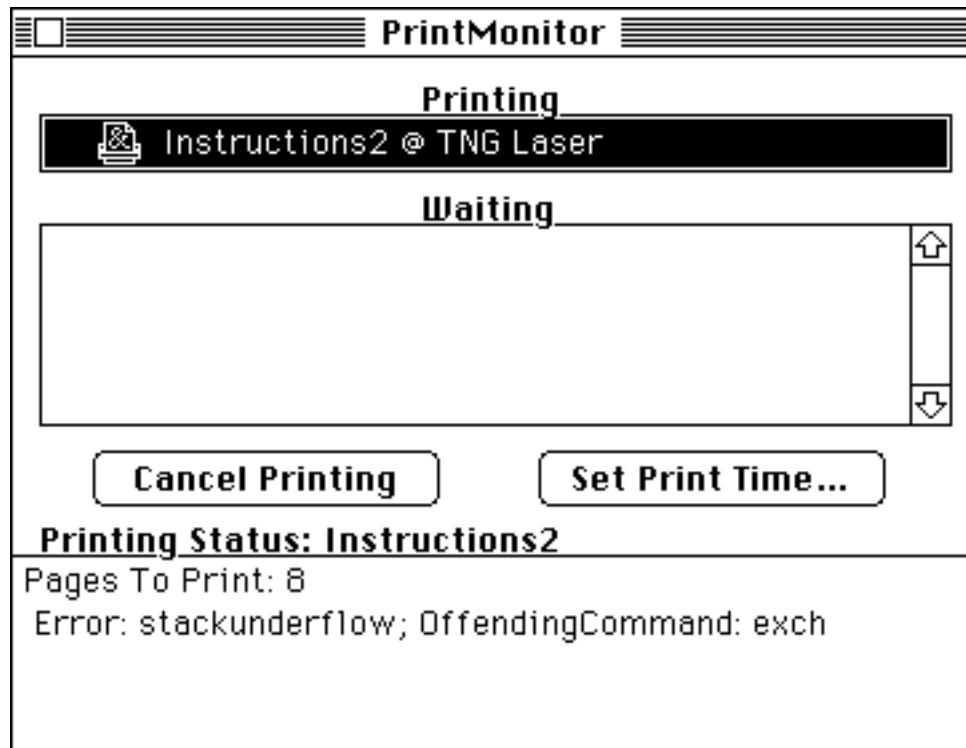 PrintMonitor
Printing
Instructions2 @ TNG Laser
Waiting
Cancel Printing Set Print Time...
Printing Status: Instructions2
Pages To Print: 8
Error: stackunderflow; OffendingCommand: exch